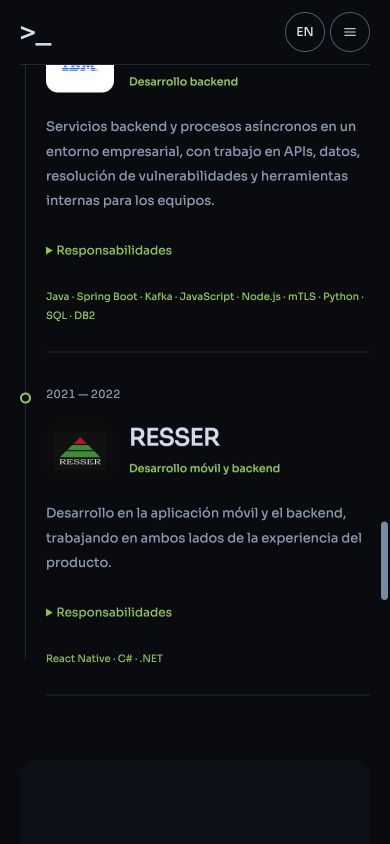 >_
EN
IBM
Desarrollo backend
Servicios backend y procesos asíncronos en un
entorno empresarial, con trabajo en APIs, datos,
resolución de vulnerabilidades y herramientas
internas para los equipos.
▶ Responsabilidades
Java · Spring Boot · Kafka · JavaScript · Node.js · mTLS · Python ·
SQL · DB2
2021 — 2022
RESSER
RESSER
Desarrollo móvil y backend
Desarrollo en la aplicación móvil y el backend,
trabajando en ambos lados de la experiencia del
producto.
▶ Responsabilidades
React Native · C# · .NET